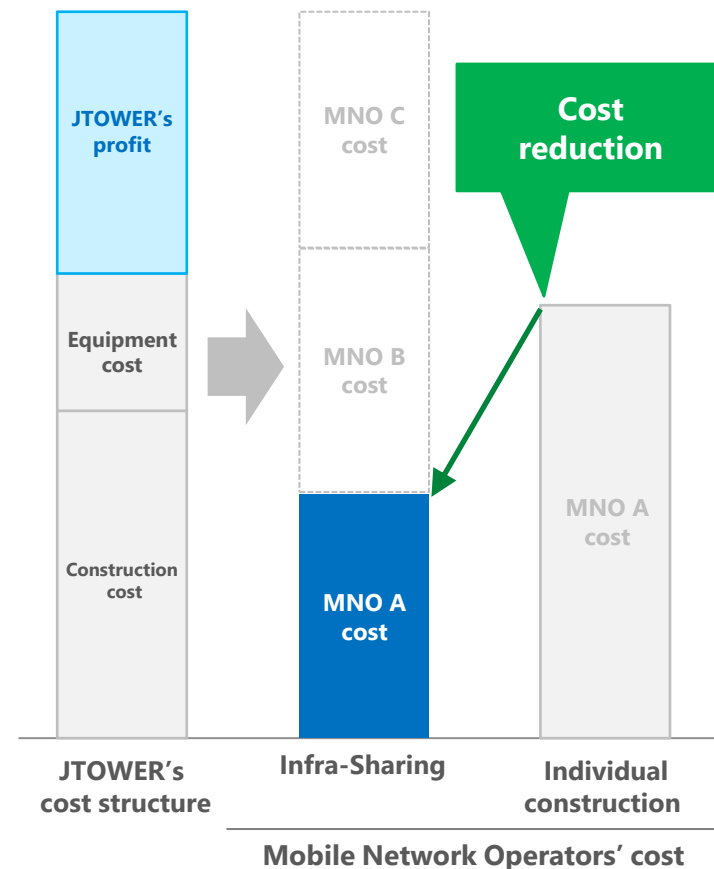 JTOWER’s
profit
Equipment
cost
Construction
cost
MNO C
cost
MNO B
cost
MNO A
cost
Cost
reduction
MNO A
cost
JTOWER’s
cost structure
Infra-Sharing
Individual
construction
Mobile Network Operators’ cost